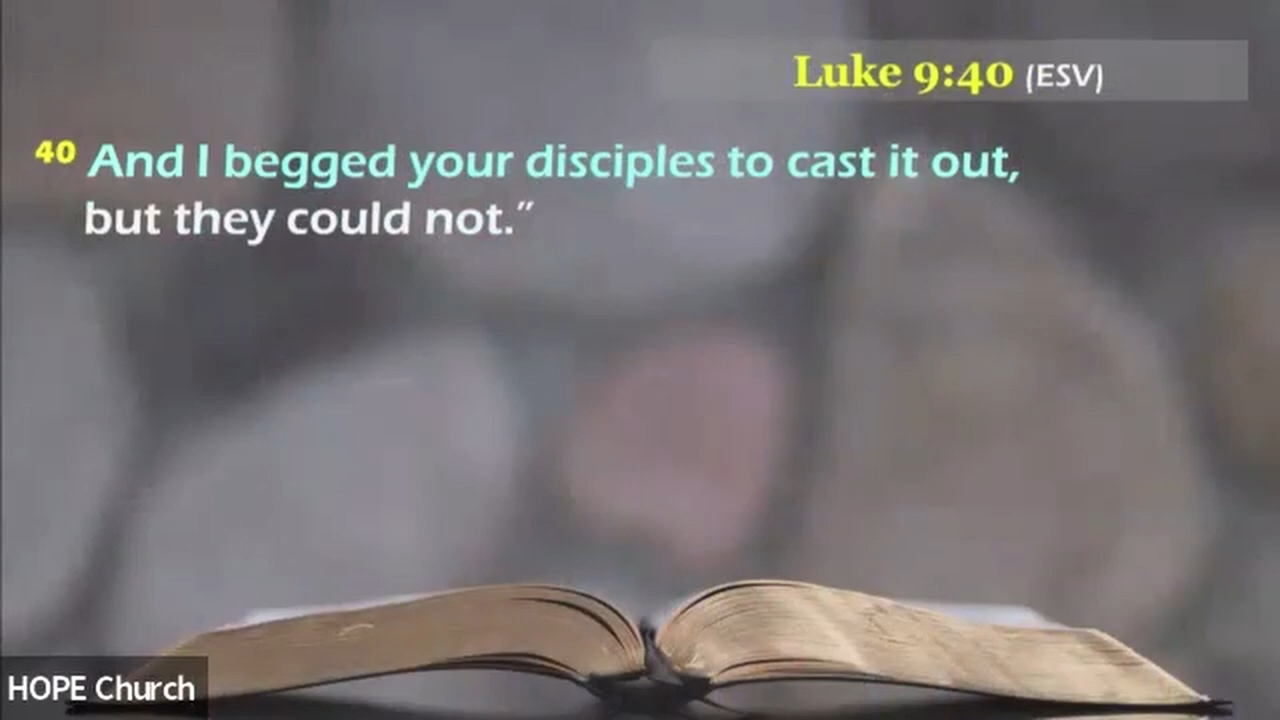 Luke 9:40 (ESV)
40 And I begged your disciples to cast it out,
but they could not.”
HOPE Church